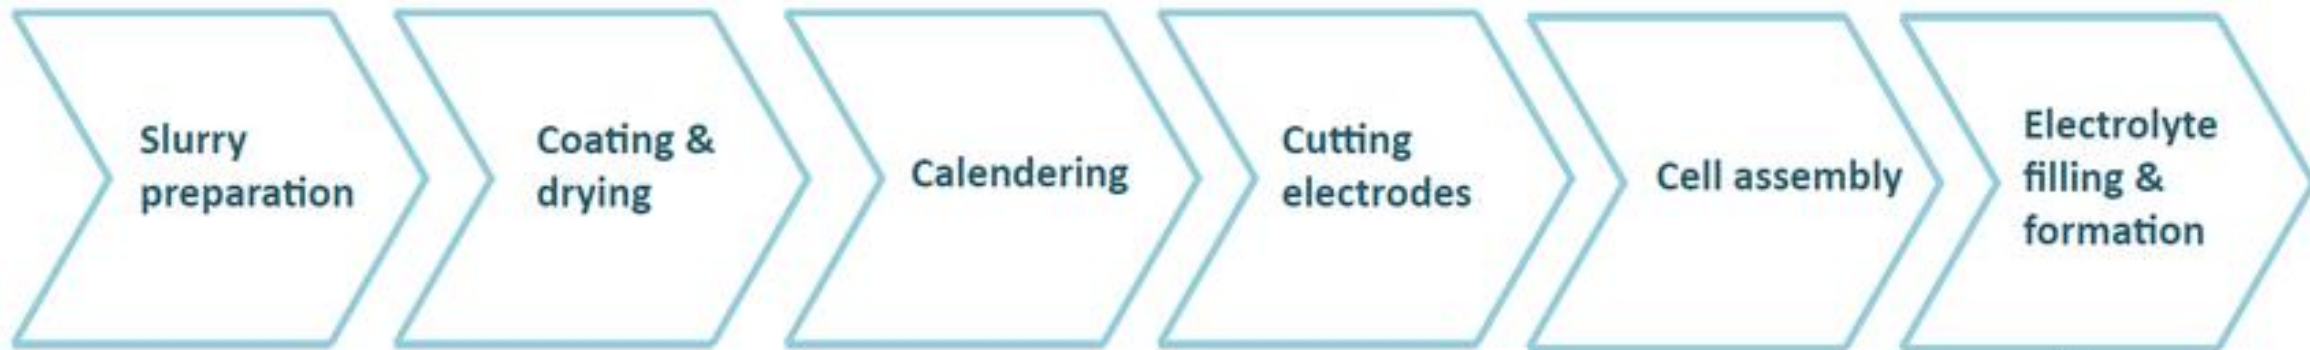 Slurry
preparation
Coating &
drying
Calendering
Cutting
electrodes
Cell assembly
Electrolyte
filling &
formation